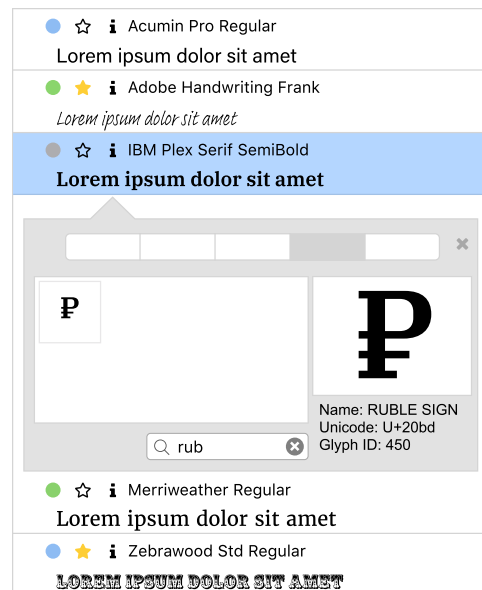 Acumin Pro Regular
Lorem ipsum dolor sit amet
Adobe Handwriting Frank
Lorem ipsum dolor sit amet
IBM Plex Serif SemiBold
Lorem ipsum dolor sit amet
₽
₽
Name: RUBLE SIGN
Unicode: U+20bd
Glyph ID: 450
rub
Merriweather Regular
Lorem ipsum dolor sit amet
Zebrawood Std Regular
LOREM IPSUM DOLOR SIT AMET